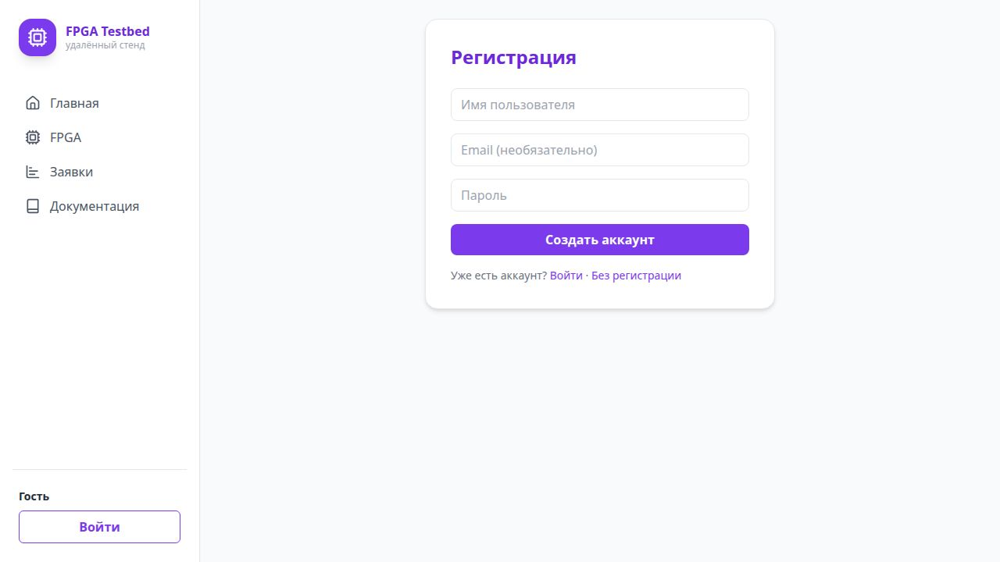 FPGA Testbed
удалённый стенд
Главная
FPGA
Заявки
Документация
Гость
Войти
Регистрация
Имя пользователя
Email (необязательно)
Пароль
Создать аккаунт
Уже есть аккаунт? Войти · Без регистрации